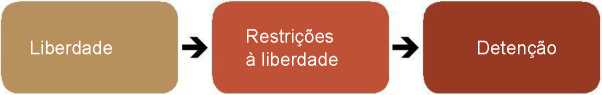 Liberdade
Restrições
à liberdade
Detenção